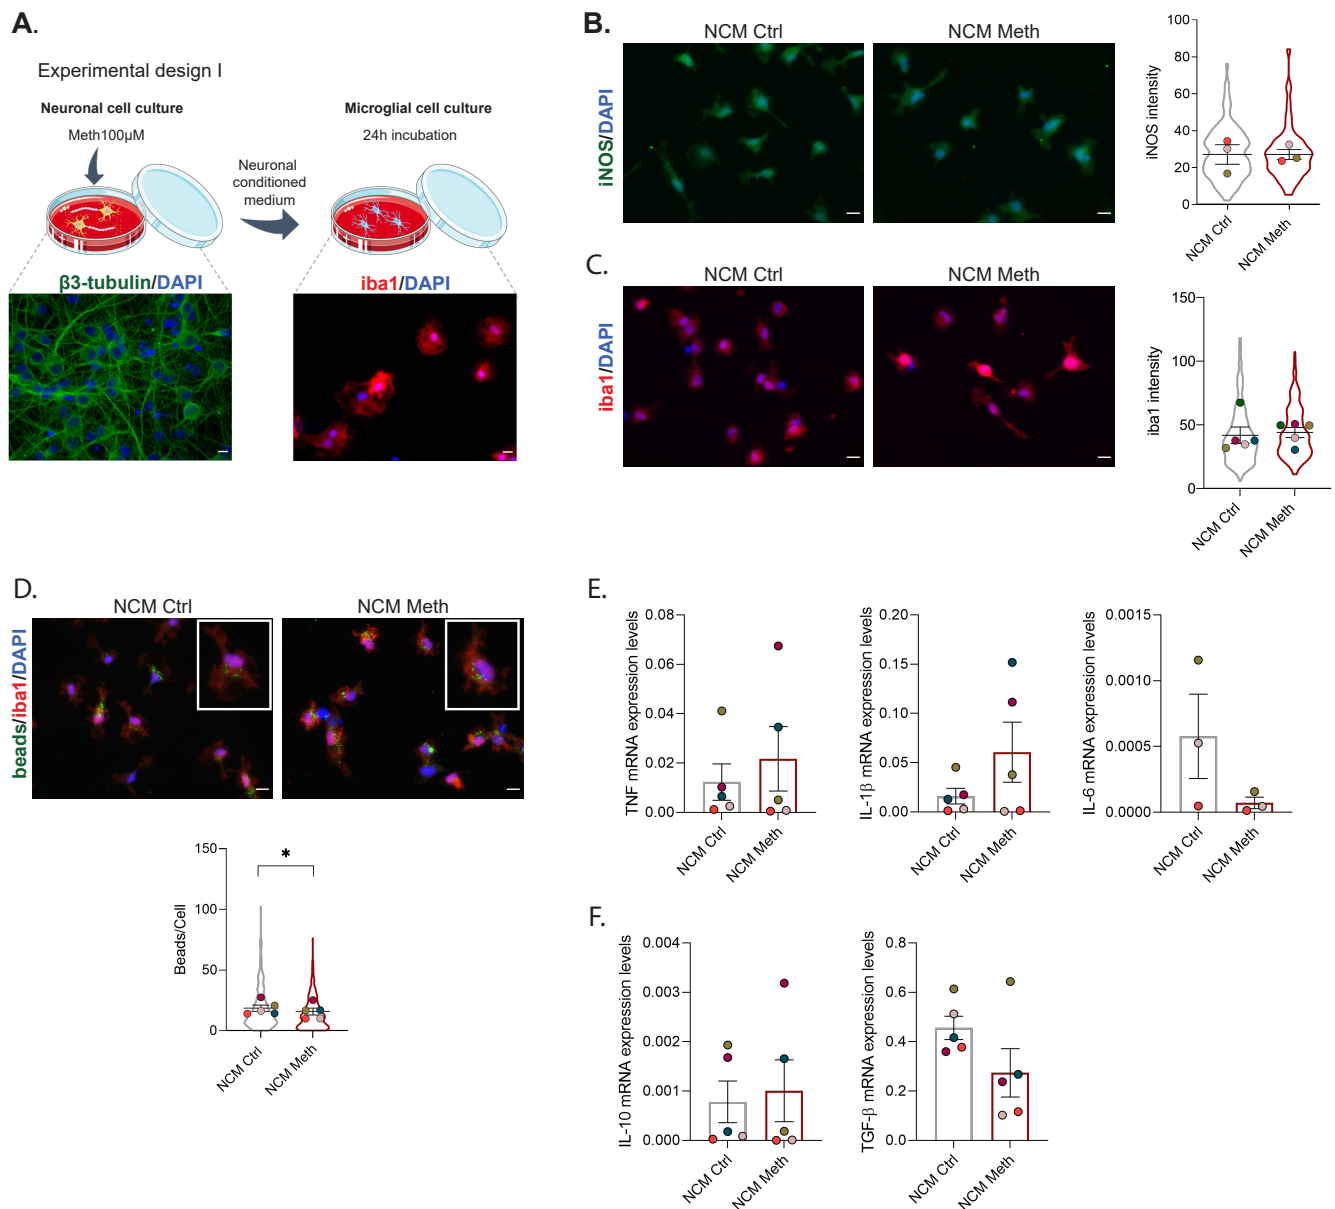 A.
Experimental design I
Neuronal cell culture
Meth100µM
Microglial cell culture
24h incubation
Neuronal
conditioned
medium
β3-tubulin/DAPI
iba1/DAPI
B.
NCM Ctrl
NCM Meth
iNOS/DAPI
iNOS intensity
100
80
60
40
20
0
NCM Ctrl
NCM Meth
C.
NCM Ctrl
NCM Meth
iba1/DAPI
iba1 intensity
150
100
50
0
NCM Ctrl
NCM Meth
D.
NCM Ctrl
NCM Meth
beads/iba1/DAPI
Beads/Cell
150
100
50
0
*
NCM Ctrl
NCM Meth
E.
TNF mRNA expression levels
0.08
0.06
0.04
0.02
0.00
NCM Ctrl
NCM Meth
IL-1β mRNA expression levels
0.20
0.15
0.10
0.05
0.00
NCM Ctrl
NCM Meth
IL-6 mRNA expression levels
0.0015
0.0010
0.0005
0.0000
NCM Ctrl
NCM Meth
F.
IL-10 mRNA expression levels
0.004
0.003
0.002
0.001
0.000
NCM Ctrl
NCM Meth
TGF-β mRNA expression levels
0.8
0.6
0.4
0.2
0.0
NCM Ctrl
NCM Meth